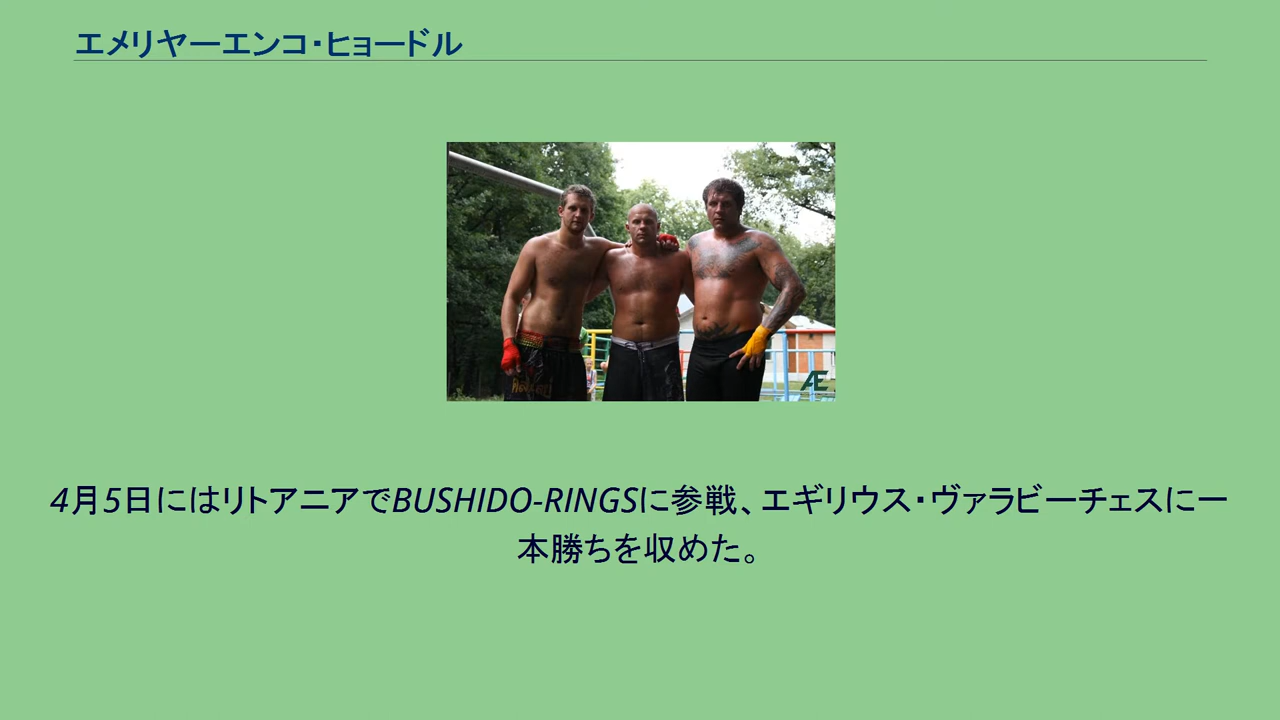 エメリヤーエンコ・ヒョードル
Æ
4月5日にはリトアニアでBUSHIDO-RINGSに参戦、エギリウス・ヴァラビーチェスに一
本勝ちを収めた。